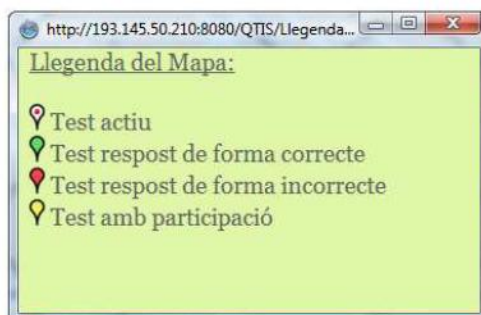 http://193.145.50.210:8080/QTIS/Llegenda...
Llegenda del Mapa:
Test actiu
Test respost de forma correcte
Test respost de forma incorrecte
Test amb participació